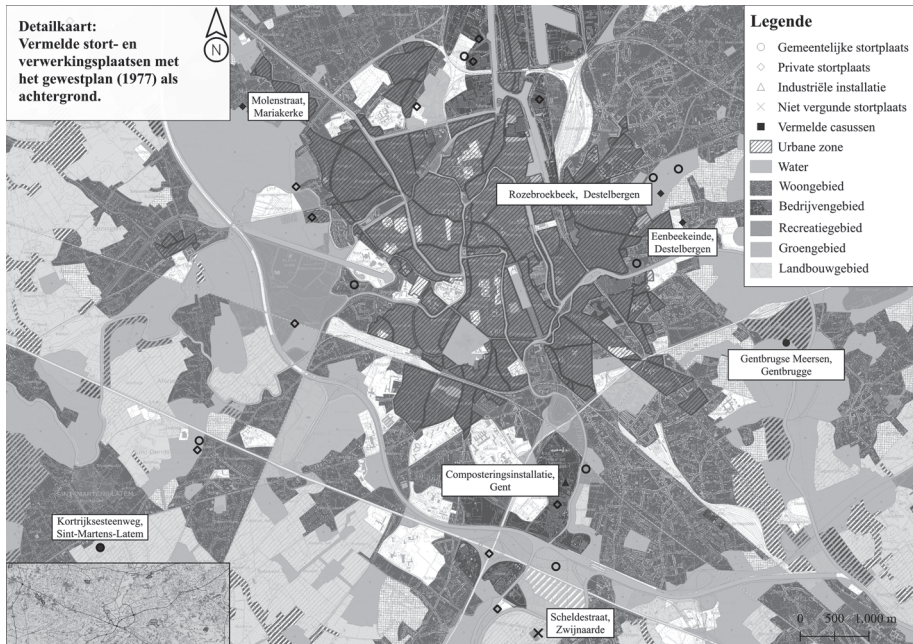 Detailkaart:
Vermelde stort- en
verwerkingsplaatsen met
het gewestplan (1977) als
achtergrond.
N
Legende
Gemeentelijke stortplaats
Private stortplaats
Industriële installatie
Niet vergunde stortplaats
Vermelde casussen
Urbane zone
Water
Woongebied
Bedrijvengebied
Recreatiegebied
Groengebied
Landbouwgebied
Molenstraat,
Mariakerke
Rozebroekbeek, Destelbergen
Eenbeekeinde,
Destelbergen
Gentbrugse Meersen,
Gentbrugge
Composteringsinstallatie,
Gent
Kortrijksesteenweg,
Sint-Martens-Latem
Scheldestraat,
Zwijnaarde
0 500 1.000 m